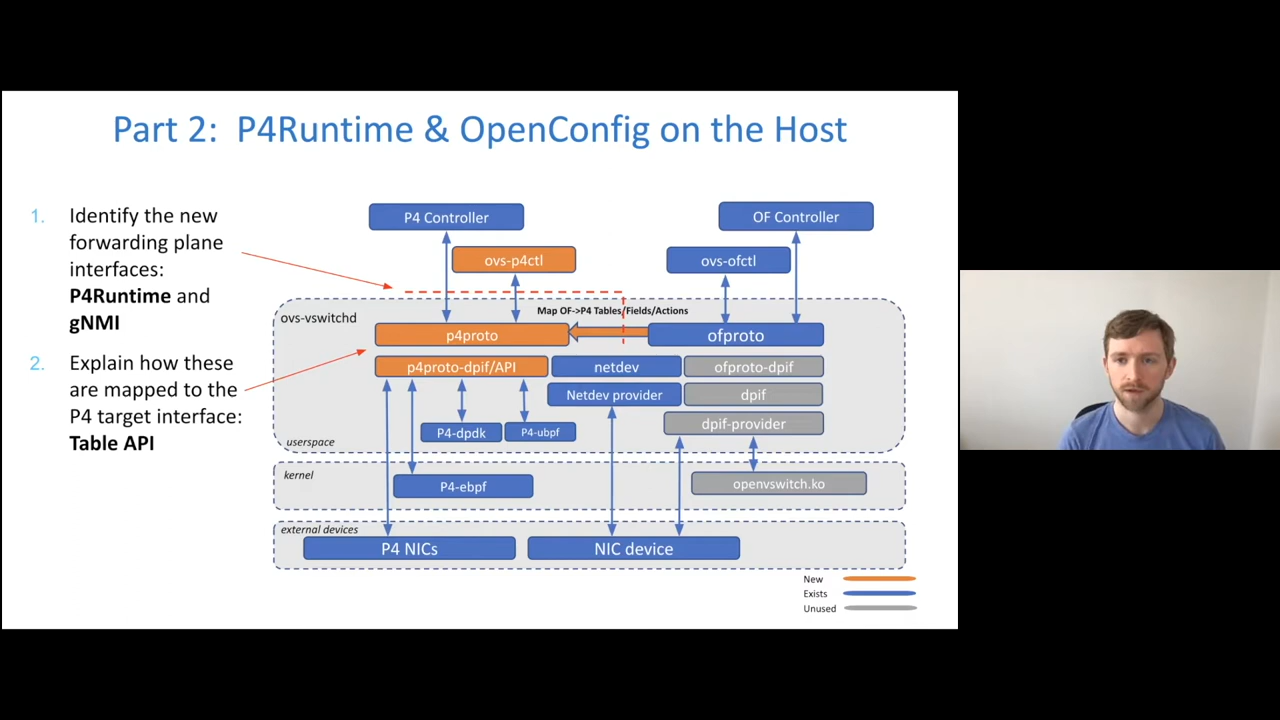 Part 2: P4Runtime & OpenConfig on the Host
1. Identify the new
forwarding plane
interfaces:
P4Runtime and
gNMI
2. Explain how these
are mapped to the
P4 target interface:
Table API
P4 Controller
OF Controller
ovs-p4ctl
ovs-ofctl
ovs-vswitchd
Map OF->P4 Tables/Fields/Actions
p4proto
ofproto
p4proto-dpif/API
netdev
ofproto-dpif
Netdev provider
dpif
P4-dpdk
P4-ubpf
dpif-provider
userspace
kernel
P4-ebpf
openvswitch.ko
external devices
P4 NICs
NIC device
New
Exists
Unused